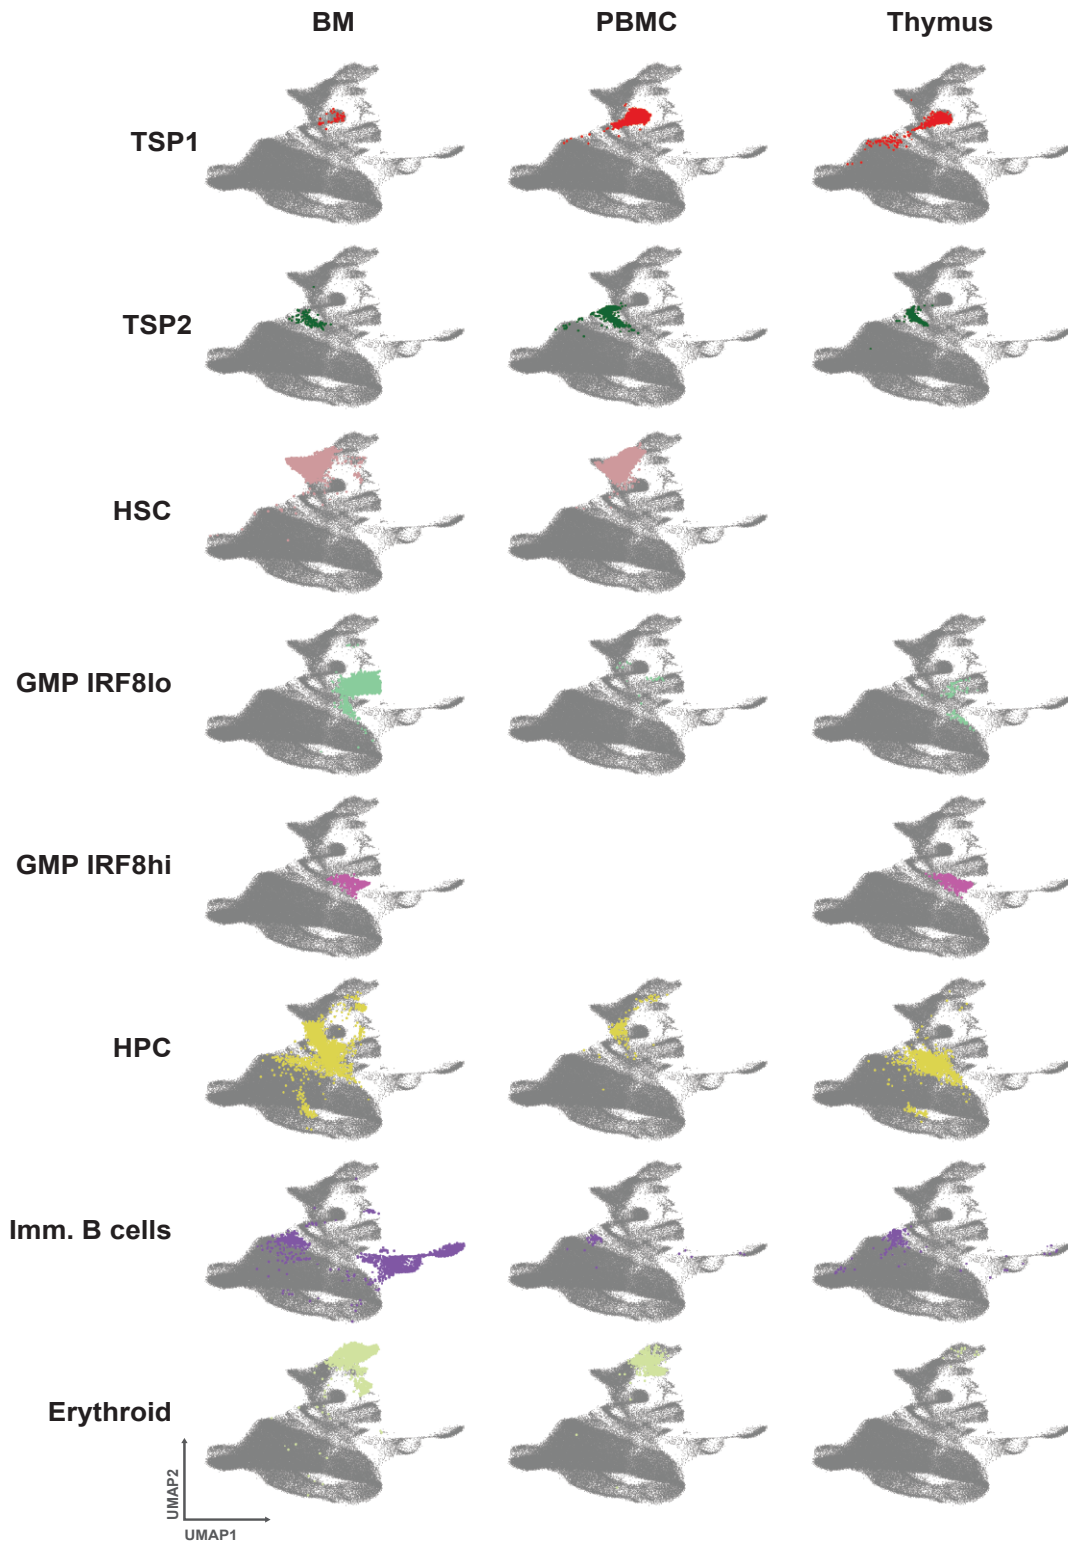 BM PBMC Thymus
TSP1
TSP2
HSC
GMP IRF8lo
GMP IRF8hi
HPC
Imm. B cells
Erythroid
UMAP2
UMAP1